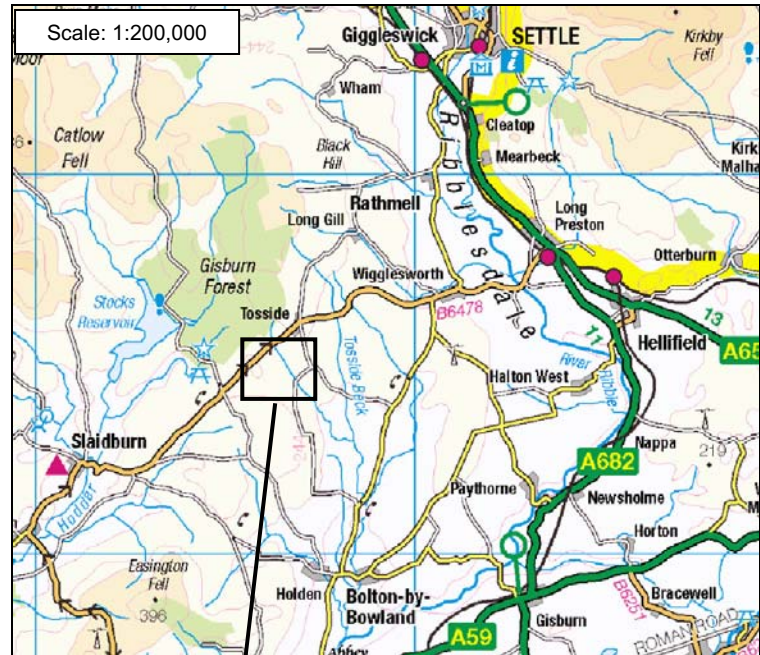 Scale: 1:200,000
Giggleswick
SETTLE
Kirkby
Fell
Wham
Catlow
Fell
Black
Hill
Cleatop
Mearbeck
Kirk
Malha
Ribblesdale
Rathmell
Long Gill
Long
Preston
Otterburn
Gisburn
Forest
Wigglesworth
Stocks
Reservoir
Tosside
B6478
11
13
Hellifield
A65
Tosside Beck
Halton West
River Ribble
Slaidburn
244
Nappa
219
A682
Hodder
Paythorne
Newsholme
Horton
Easington
Fell
396
Holden
Bolton-by-
Bowland
B6251
Bracewell
Gisburn
A59
ROMAN ROAD
Abbey